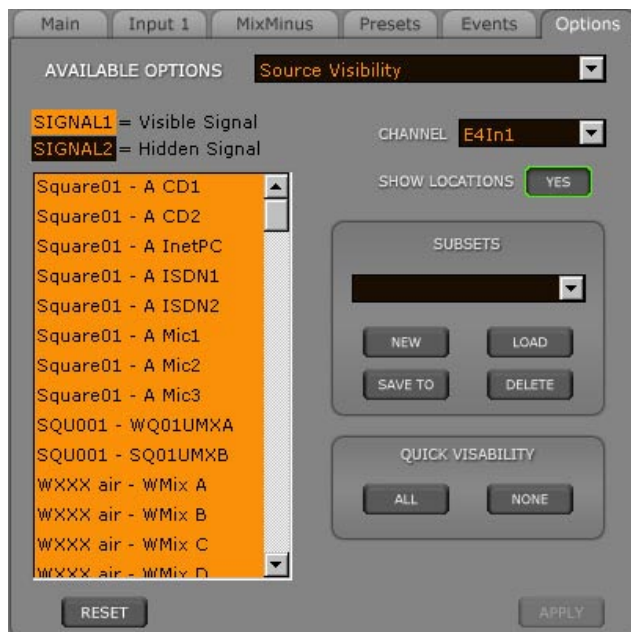 Main Input 1 MixMinus Presets Events Options
AVAILABLE OPTIONS Source Visibility
SIGNAL1 = Visible Signal
SIGNAL2 = Hidden Signal
CHANNEL E4In1
SHOW LOCATIONS YES
Square01 - A CD1
Square01 - A CD2
Square01 - A InetPC
Square01 - A ISDN1
Square01 - A ISDN2
Square01 - A Mic1
Square01 - A Mic2
Square01 - A Mic3
SQU001 - WQ01UMXA
SQU001 - SQ01UMXB
WXXX air - WMix A
WXXX air - WMix B
WXXX air - WMix C
WXXX air - WMix D
SUBSETS
NEW LOAD
SAVE TO DELETE
QUICK VISABILITY
ALL NONE
RESET APPLY